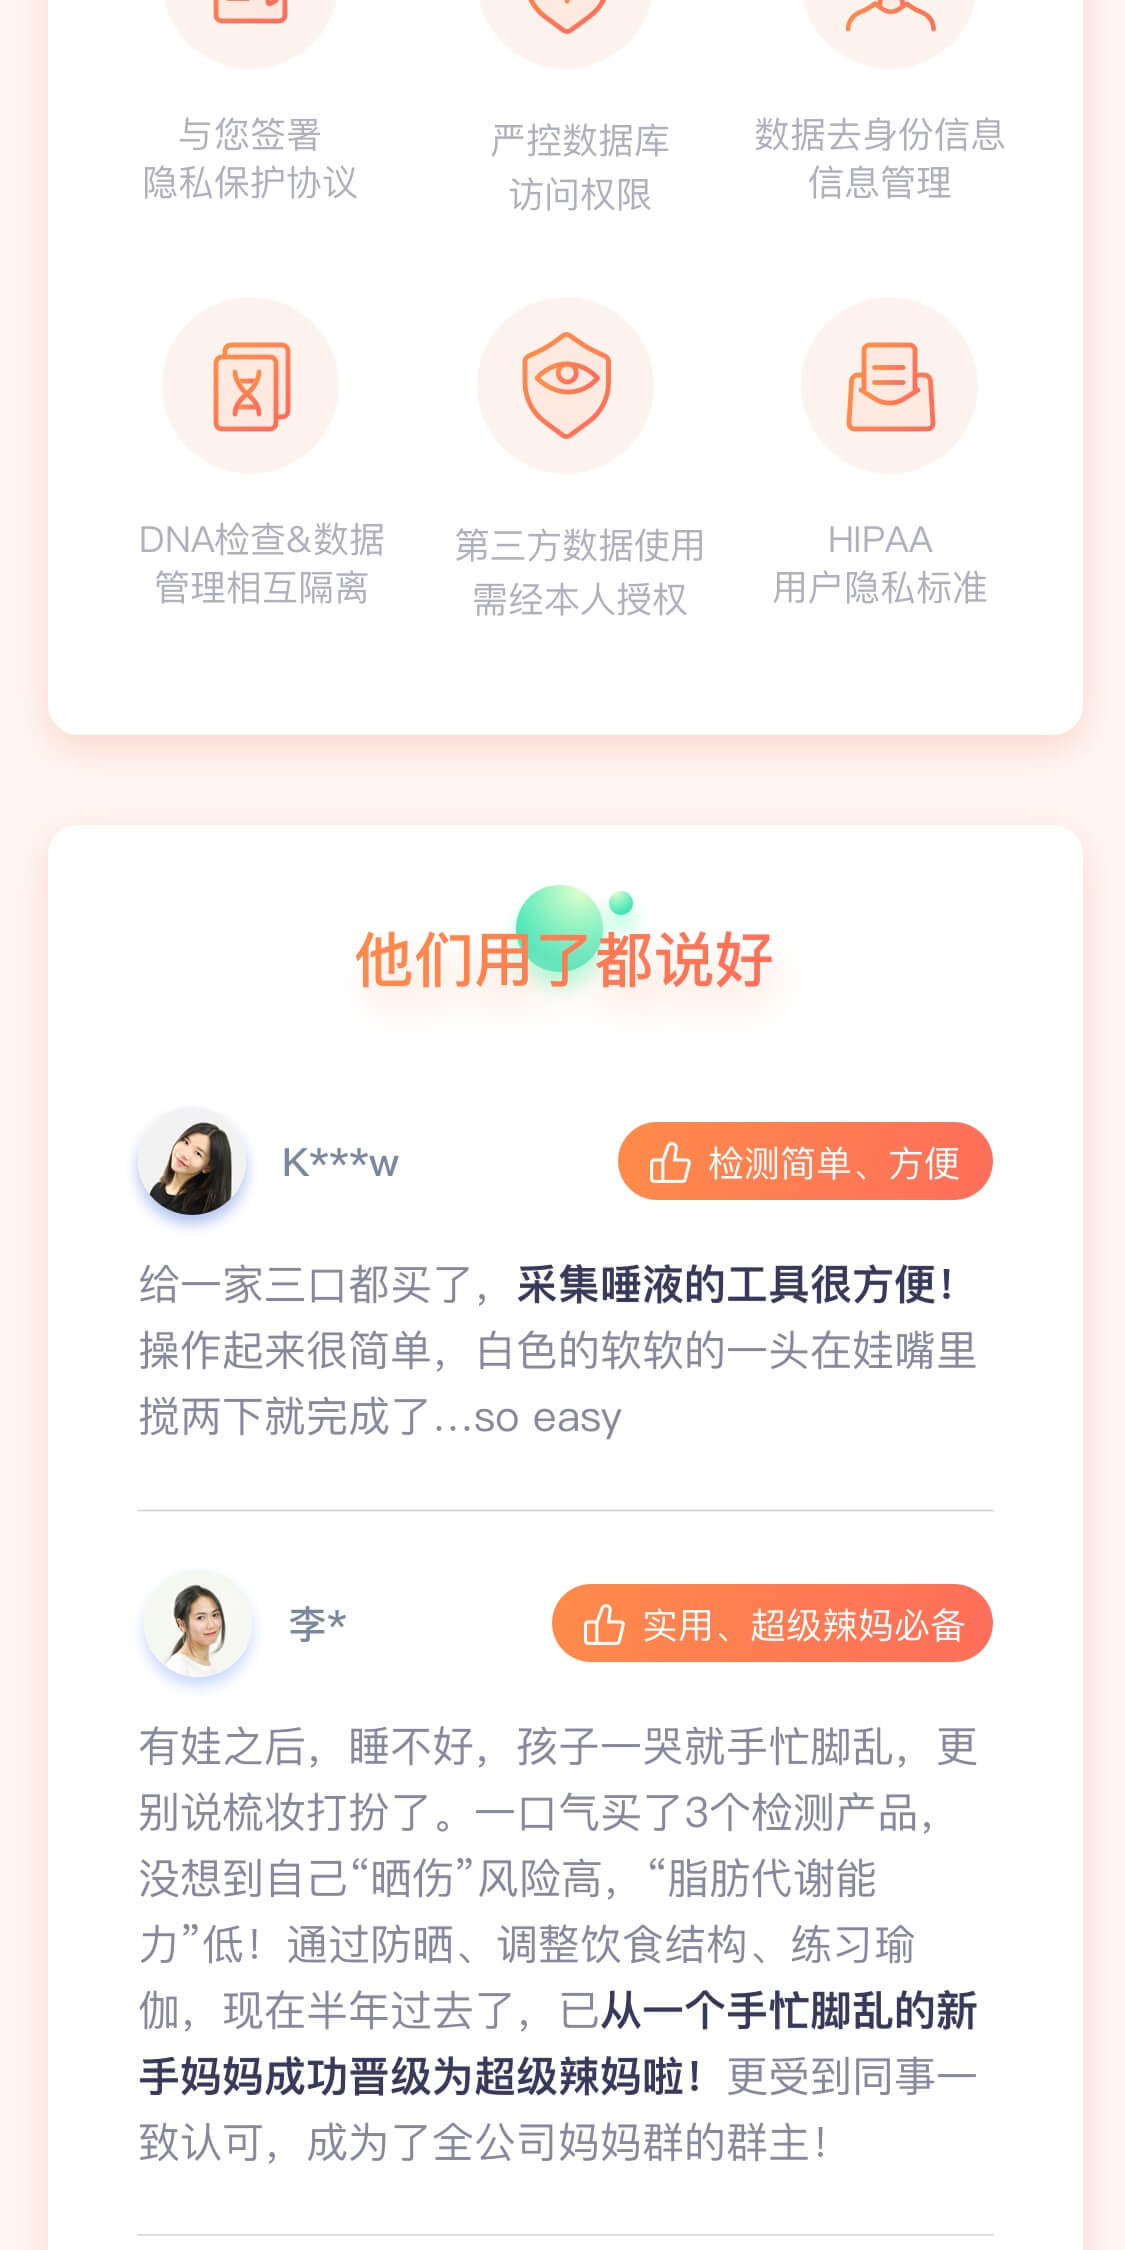 与您签署
隐私保护协议
严控数据库
访问权限
数据去身份信息
信息管理
DNA检查&数据
管理相互隔离
第三方数据使用
需经本人授权
HIPAA
用户隐私标准
他们用了都说好
K***w
检测简单、方便
给一家三口都买了，采集唾液的工具很方便！
操作起来很简单，白色的软软的一头在娃嘴里
搅两下就完成了...so easy
李*
实用、超级辣妈必备
有娃之后，睡不好，孩子一哭就手忙脚乱，更
别说梳妆打扮了。一口气买了3个检测产品，
没想到自己“晒伤”风险高，“脂肪代谢能
力”低！通过防晒、调整饮食结构、练习瑜
伽，现在半年过去了，已从一个手忙脚乱的新
手妈妈成功晋级为超级辣妈啦！更受到同事一
致认可，成为了全公司妈妈群的群主！